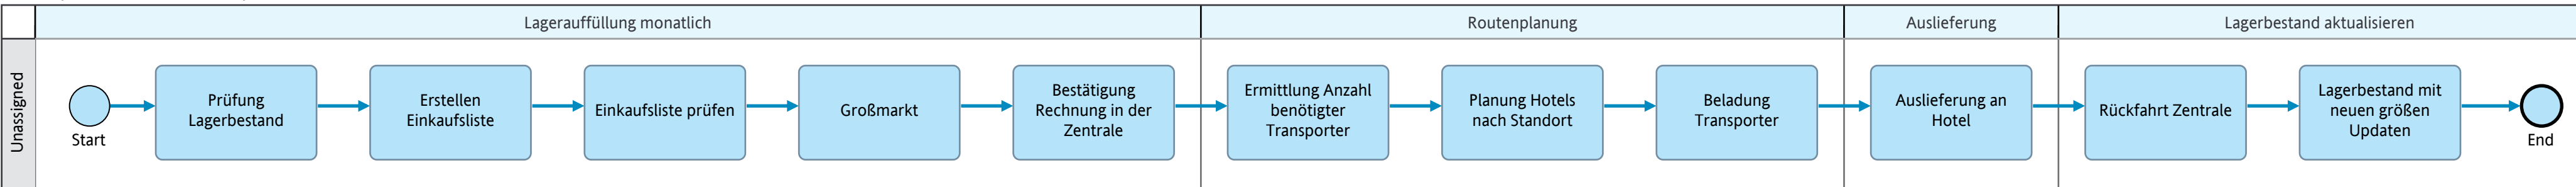 Lagerauffüllung monatlich
Routenplanung
Auslieferung
Lagerbestand aktualisieren
Unassigned
Start
Prüfung
Lagerbestand
Erstellen
Einkaufsliste
Einkaufsliste prüfen
Großmarkt
Bestätigung
Rechnung in der
Zentrale
Ermittlung Anzahl
benötigter
Transporter
Planung Hotels
nach Standort
Beladung
Transporter
Auslieferung an
Hotel
Rückfahrt Zentrale
Lagerbestand mit
neuen größen
Updaten
End